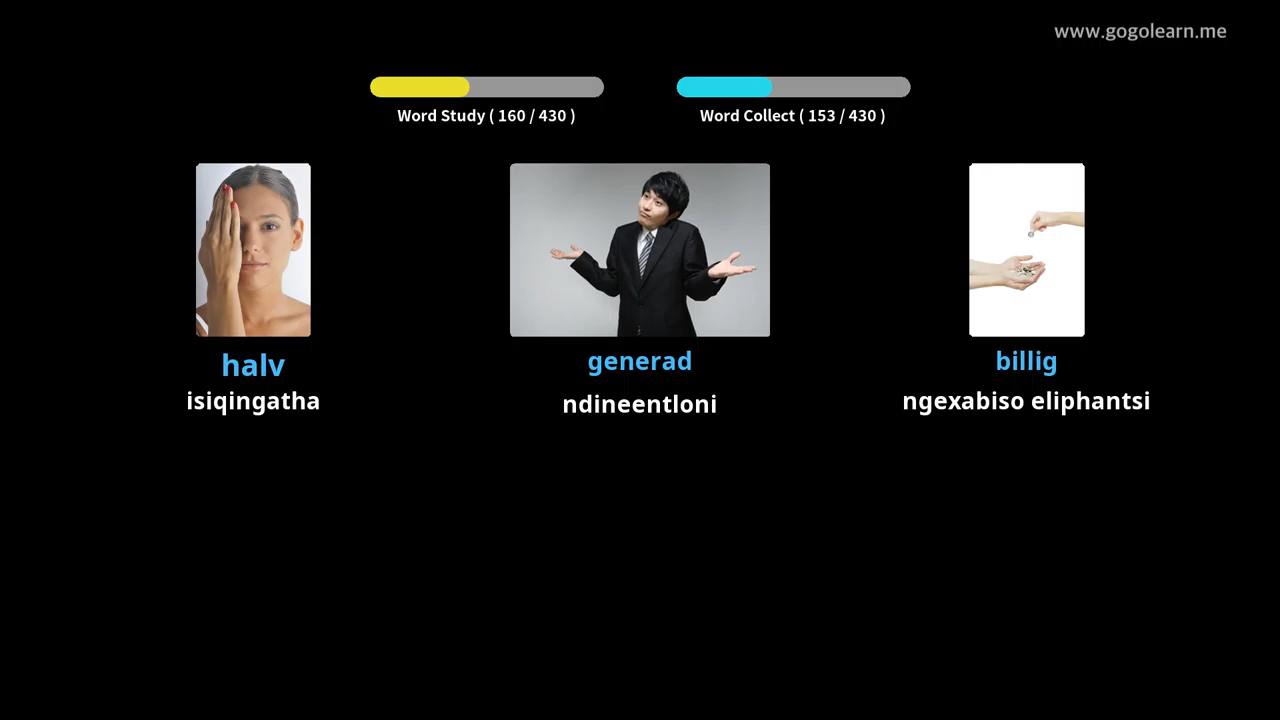 www.gogolearn.me
Word Study ( 160 / 430 )
Word Collect ( 153 / 430 )
halv
generad
billig
isiqingatha
ndineentloni
ngexabiso eliphantsi